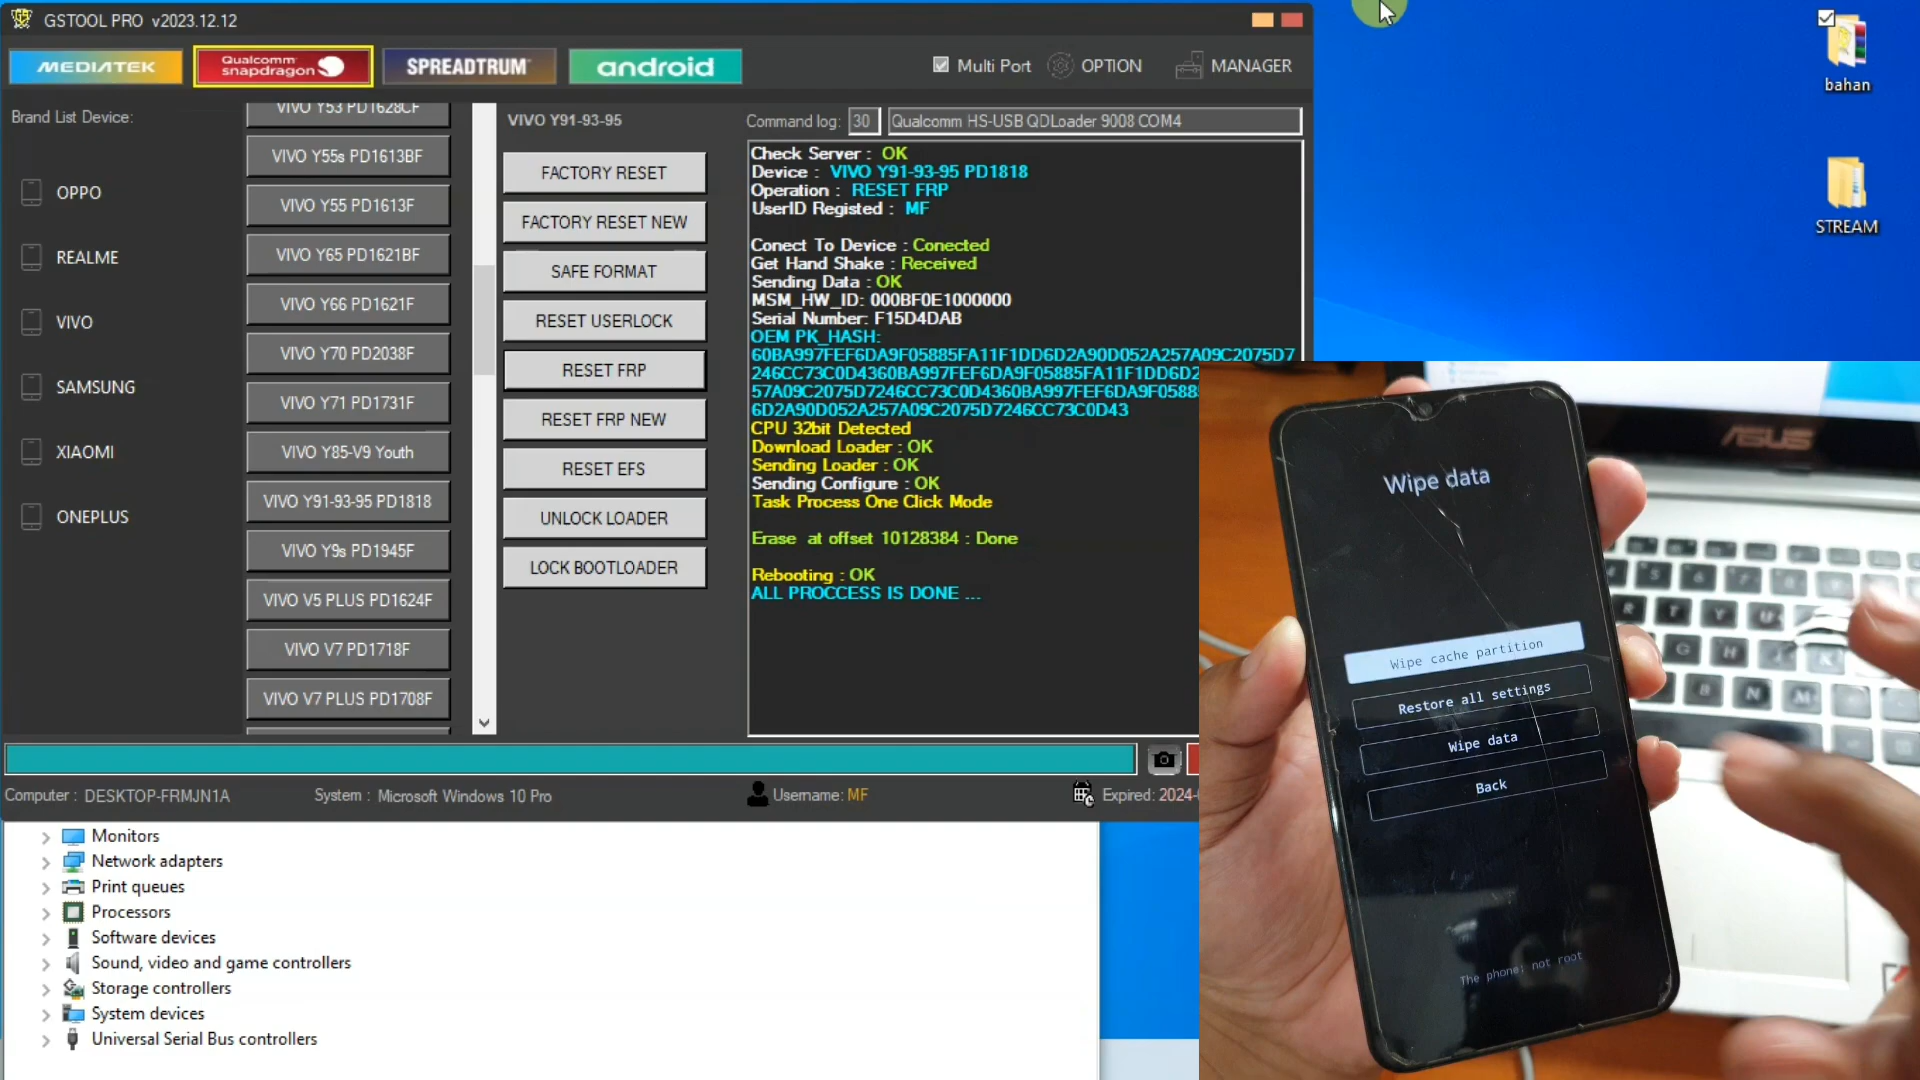 GSTOOL PRO v2023.12.12
MEDIATEK
Qualcomm snapdragon
SPREADTRUM
android
Multi Port
OPTION
MANAGER
Brand List Device:
OPPO
REALME
VIVO
SAMSUNG
XIAOMI
ONEPLUS
VIVO Y53 PD1628CF
VIVO Y55s PD1613BF
VIVO Y55 PD1613F
VIVO Y65 PD1621BF
VIVO Y66 PD1621F
VIVO Y70 PD2038F
VIVO Y71 PD1731F
VIVO Y85-V9 Youth
VIVO Y91-93-95 PD1818
VIVO Y9s PD1945F
VIVO V5 PLUS PD1624F
VIVO V7 PD1718F
VIVO V7 PLUS PD1708F
VIVO Y91-93-95
FACTORY RESET
FACTORY RESET NEW
SAFE FORMAT
RESET USERLOCK
RESET FRP
RESET FRP NEW
RESET EFS
UNLOCK LOADER
LOCK BOOTLOADER
Command log: 30 Qualcomm HS-USB QDLoader 9008 COM4
Check Server : OK
Device : VIVO Y91-93-95 PD1818
Operation : RESET FRP
UserID Registred : MF
Conect To Device : Conected
Get Hand Shake : Received
Sending Data : OK
MSM_HW_ID: 000BF0E1000000
Serial Number: F15D4DAB
OEM PK_HASH:
60BA997FEF6DA9F05885FA11F1DD6D2A90D052A257A09C2075D7
246CC73C0D4360BA997FEF6DA9F05885FA11F1DD6D2
57A09C2075D7246CC73C0D4360BA997FEF6DA9F0588
6D2A90D052A257A09C2075D7246CC73C0D43
CPU 32bit Detected
Download Loader : OK
Sending Loader : OK
Sending Configure : OK
Task Process One Click Mode
Erase at offset 10128384 : Done
Rebooting : OK
ALL PROCCESS IS DONE ...
Computer : DESKTOP-FRMJN1A
System : Microsoft Windows 10 Pro
Username: MF
Expired: 2024-
Monitors
Network adapters
Print queues
Processors
Software devices
Sound, video and game controllers
Storage controllers
System devices
Universal Serial Bus controllers
bahan
STREAM
ASUS
Wipe data
Wipe cache partition
Restore all settings
Wipe data
Back
The phone: not root